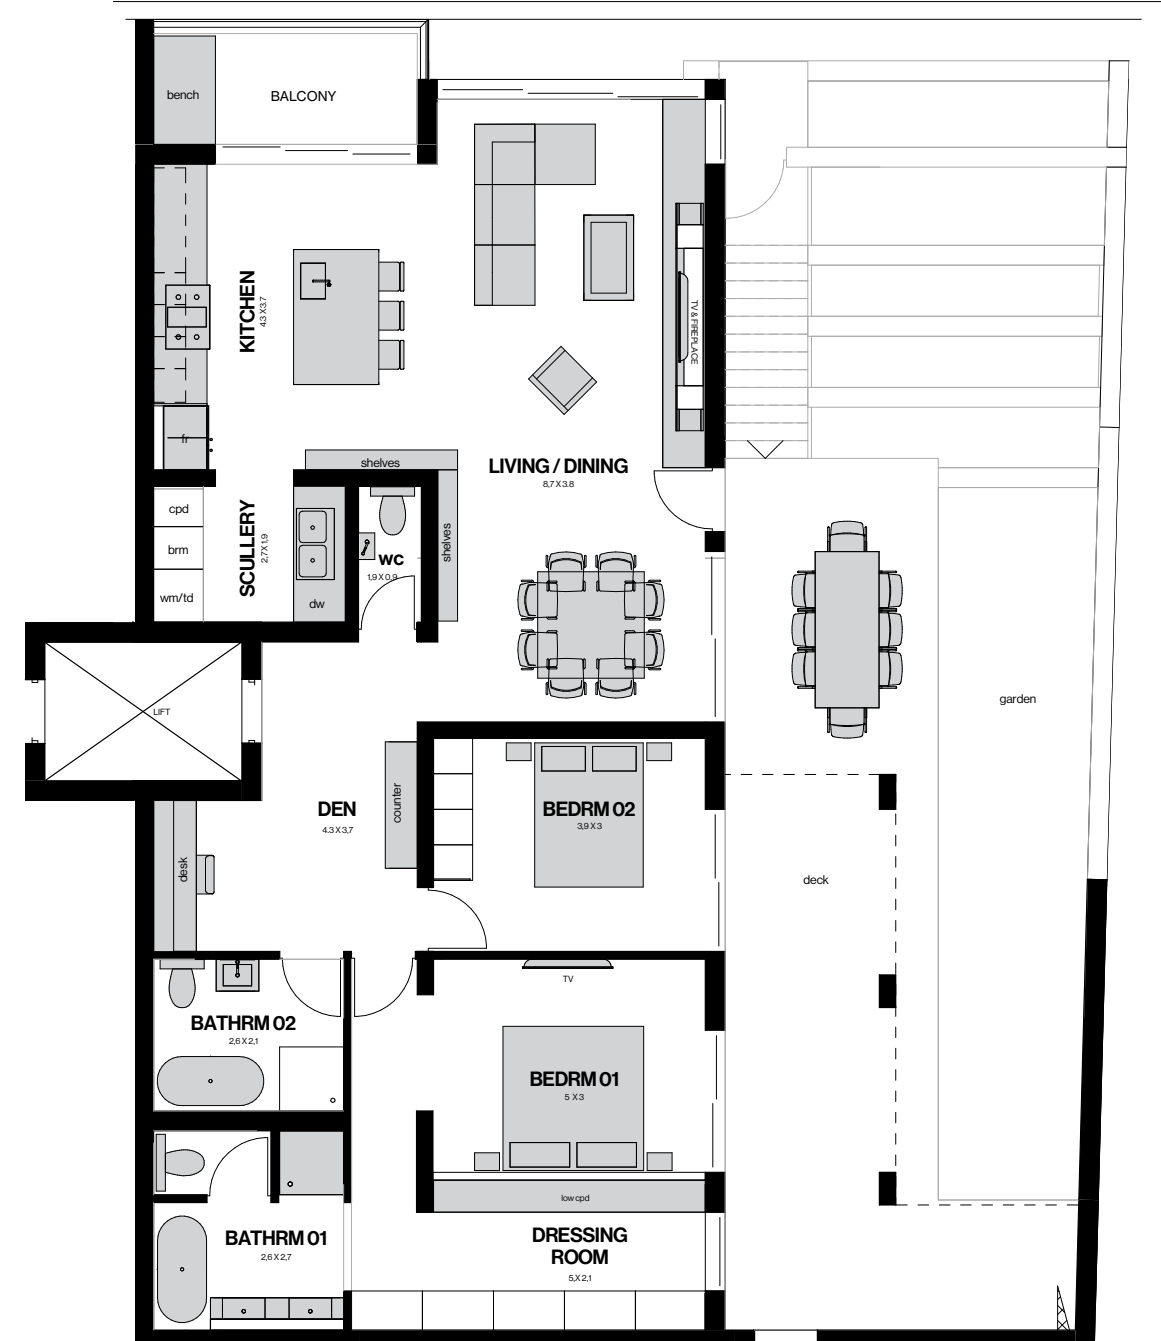 bench
BALCONY
KITCHEN
4.3 X3.7
TV & FIREPLACE
fr
shelves
LIVING / DINING
8,7 X 3.8
cpd
brm
wm/td
SCULLERY
2,7X1,9
dw
WC
1,9 X 0,9
shelves
LIFT
garden
DEN
4.3 X 3,7
counter
BEDRM 02
3,9 X 3
desk
deck
TV
BATHRM 02
2,6 X 2,1
BEDRM 01
5 X 3
low cpd
BATHRM 01
2,6 X 2,7
DRESSING
ROOM
5,X 2,1